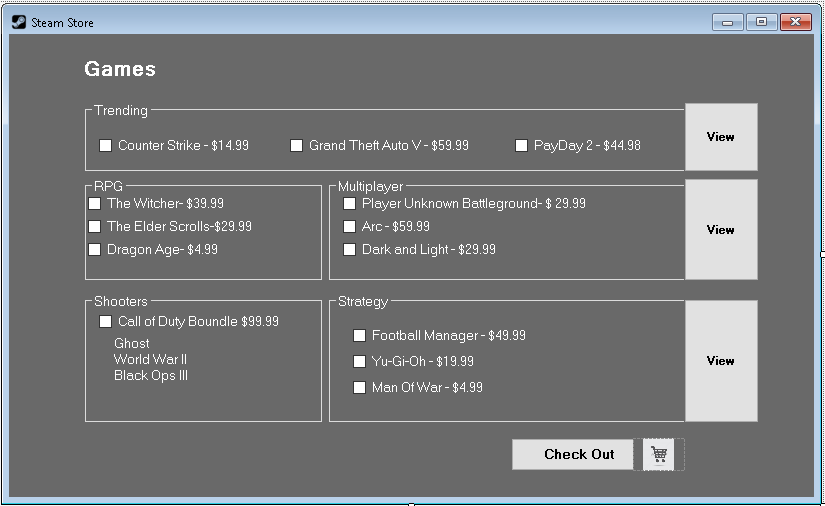 Steam Store
Games
Trending
Counter Strike - $14.99
Grand Theft Auto V - $59.99
PayDay 2 - $44.98
View
RPG
The Witcher- $39.99
The Elder Scrolls-$29.99
Dragon Age- $4.99
Multiplayer
Player Unknown Battleground- $ 29.99
Arc - $59.99
Dark and Light - $29.99
View
Shooters
Call of Duty Boundle $99.99
Ghost
World War II
Black Ops III
Strategy
Football Manager - $49.99
Yu-Gi-Oh - $19.99
Man Of War - $4.99
View
Check Out